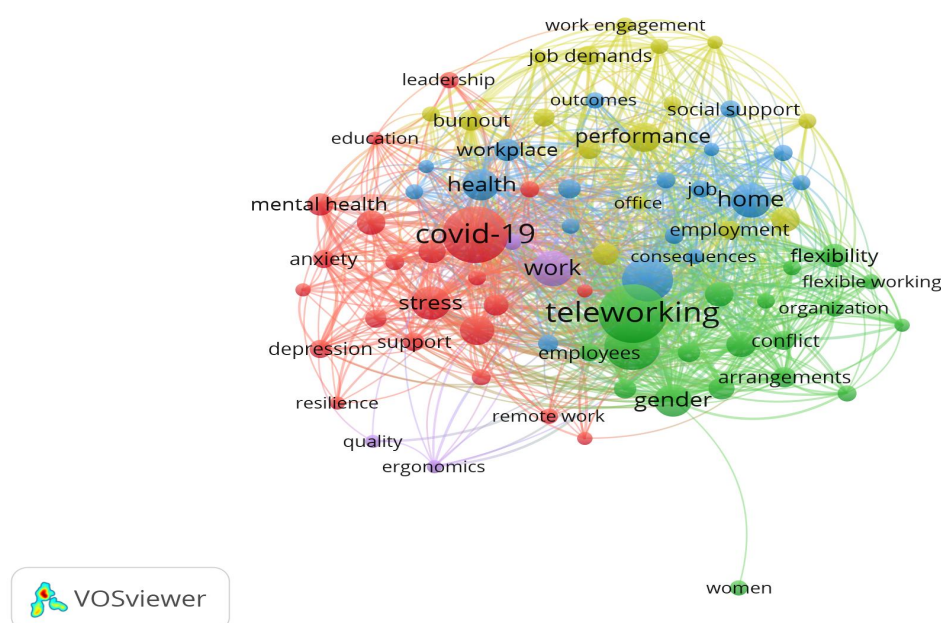 work engagement
job demands
leadership
outcomes
social support
burnout
education
performance
workplace
health
job
home
mental health
office
employment
covid-19
anxiety
work
consequences
flexibility
flexible working
stress
teleworking
organization
support
depression
employees
conflict
arrangements
gender
resilience
remote work
quality
ergonomics
women
VOSviewer